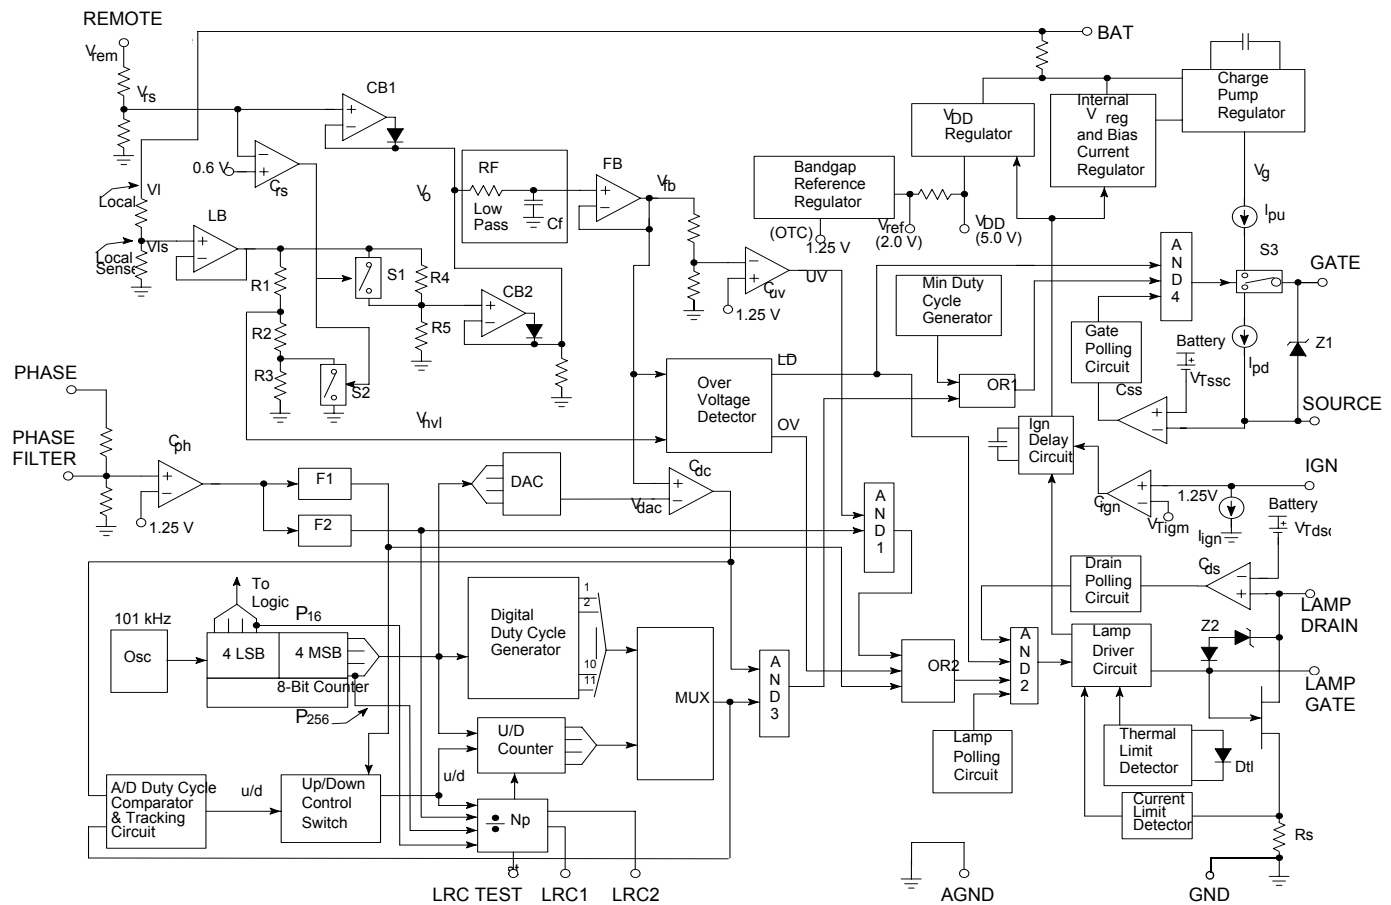 REMOTE
Vrem
Vrs
BAT
CB1
Charge
Pump
Regulator
VDD
Regulator
Internal
Vreg
and Bias
Current
Regulator
0.6 V
Crs
RF
Low
Pass
Cf
FB
Vfb
Bandgap
Reference
Regulator
Vref
(2.0 V)
VDD
(5.0 V)
(OTC)
1.25 V
Vg
Ipu
S3
GATE
Vl
Local
Vo
LB
Vls
Local
Sense
S1
R4
R1
CB2
R2
R5
R3
S2
Cuv
UV
1.25 V
Min Duty
Cycle
Generator
A
N
D
4
Gate
Polling
Circuit
Battery
VTssc
Css
Ipd
Z1
SOURCE
PHASE
PHASE
FILTER
Cph
1.25 V
Vhvl
Over
Voltage
Detector
LD
OV
OR1
Ign
Delay
Circuit
IGN
F1
F2
DAC
Vdac
Cdc
A
N
D
1
Cign
VTigm
1.25V
Iign
Battery
VTdsc
Drain
Polling
Circuit
Cds
LAMP
DRAIN
To
Logic
P16
101 kHz
Osc
4 LSB
4 MSB
8-Bit Counter
P256
Digital
Duty Cycle
Generator
1
2
10
11
MUX
A
N
D
3
OR2
A
N
D
2
Lamp
Driver
Circuit
Z2
LAMP
GATE
U/D
Counter
Lamp
Polling
Circuit
Thermal
Limit
Detector
Dtl
A/D Duty Cycle
Comparator
& Tracking
Circuit
u/d
Up/Down
Control
Switch
u/d
÷ Np
Current
Limit
Detector
Rs
LRC TEST
LRC1
LRC2
AGND
GND